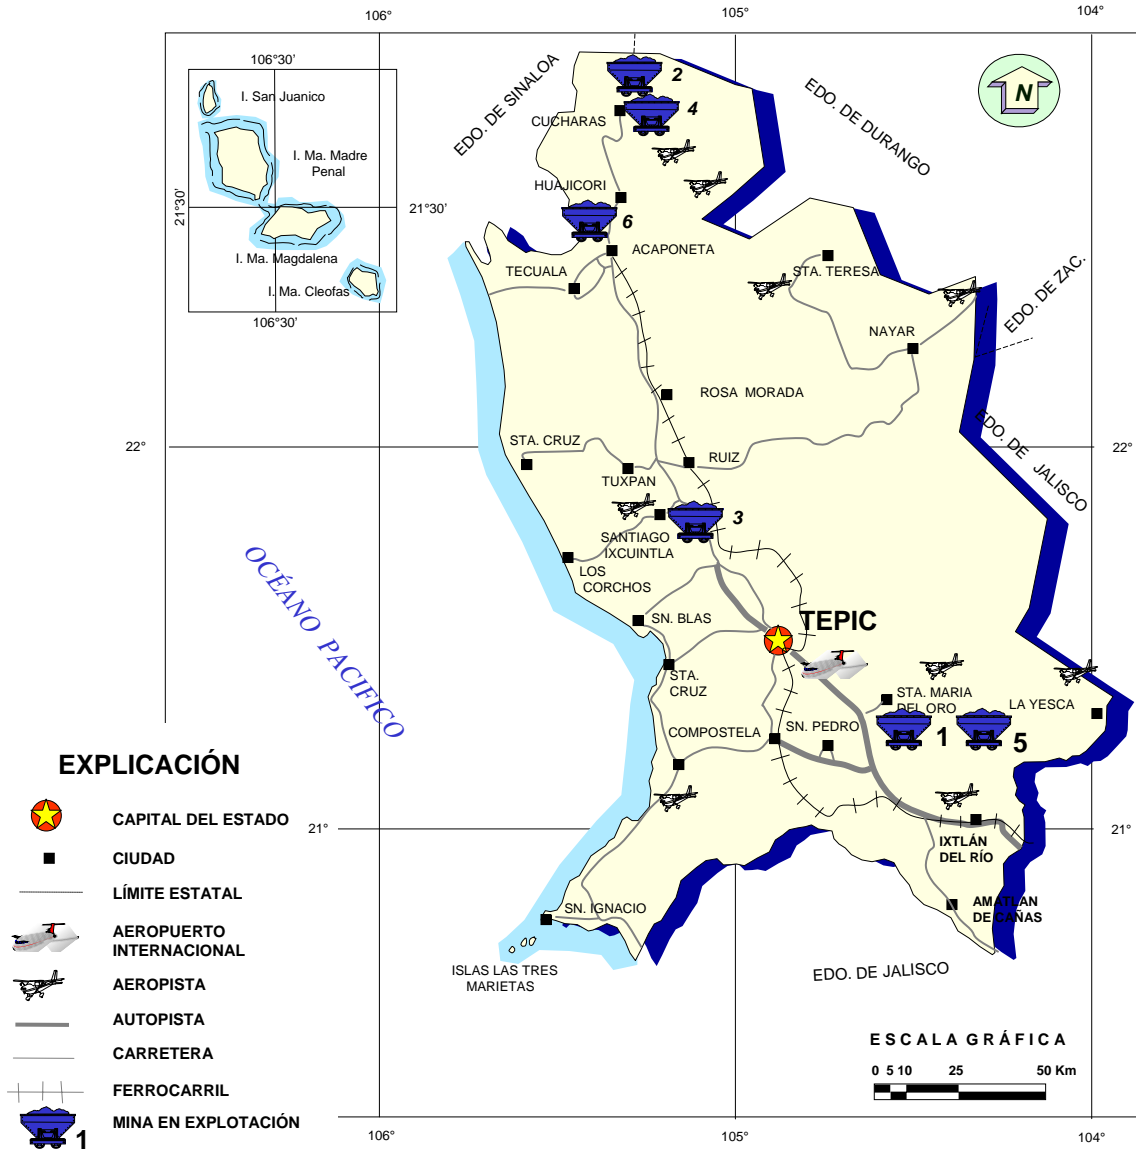 106°
105°
104°
106°30'
I. San Juanico
I. Ma. Madre
Penal
21°30'
21°30'
I. Ma. Magdalena
I. Ma. Cleofas
106°30'
EDO. DE SINALOA
EDO. DE DURANGO
N
2
4
CUCHARAS
HUAJICORI
6
ACAPONETA
TECUALA
STA. TERESA
EDO. DE ZAC.
NAYAR
ROSA MORADA
EDO. DE JALISCO
22°
22°
STA. CRUZ
RUIZ
TUXPAN
3
SANTIAGO
IXCUINTLA
LOS
CORCHOS
OCÉANO PACIFICO
SN. BLAS
TEPIC
STA.
CRUZ
STA. MARIA
DEL ORO
LA YESCA
COMPOSTELA
SN. PEDRO
1
5
21°
21°
IXTLÁN
DEL RÍO
AMATLAN
DE CAÑAS
SN. IGNACIO
ISLAS LAS TRES
MARIETAS
EDO. DE JALISCO
EXPLICACIÓN
CAPITAL DEL ESTADO
CIUDAD
LÍMITE ESTATAL
AEROPUERTO
INTERNACIONAL
AEROPISTA
AUTOPISTA
CARRETERA
FERROCARRIL
MINA EN EXPLOTACIÓN
1
ESCALA GRÁFICA
0 5 10 25 50 Km
106°
105°
104°